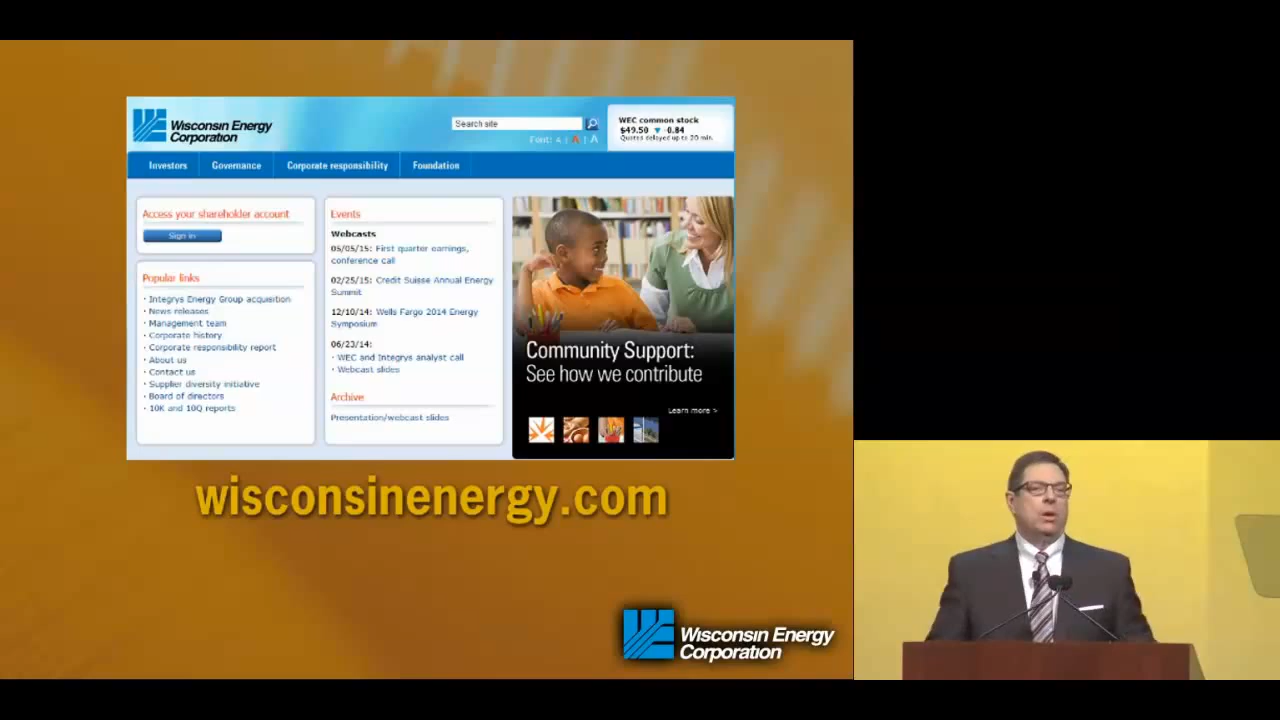 Wisconsin Energy
Corporation
Search site
Font: A | A | A
WEC common stock
$49.50 ▼ -0.84
Quotes delayed up to 20 min.
Investors
Governance
Corporate responsibility
Foundation
Access your shareholder account
Sign in
Popular links
· Integrys Energy Group acquisition
· News releases
· Management team
· Corporate history
· Corporate responsibility report
· About us
· Contact us
· Supplier diversity initiative
· Board of directors
· 10K and 10Q reports
Events
Webcasts
05/05/15: First quarter earnings,
conference call
02/25/15: Credit Suisse Annual Energy
Summit
12/10/14: Wells Fargo 2014 Energy
Symposium
06/23/14:
· WEC and Integrys analyst call
· Webcast slides
Archive
Presentation/webcast slides
Community Support:
See how we contribute
Learn more >
wisconsinenergy.com
Wisconsin Energy
Corporation